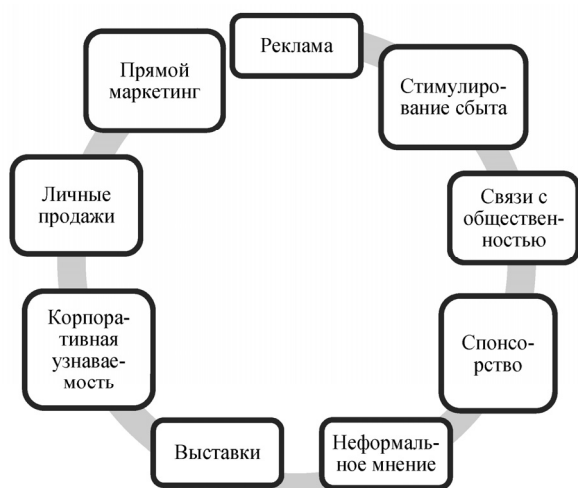 Реклама
Стимулиро-
вание сбыта
Связи с
общественн-
ностью
Спонсо-
рство
Неформаль-
ное мнение
Выставки
Корпора-
тивная
узнавае-
мость
Личные
продажи
Прямой
маркетинг